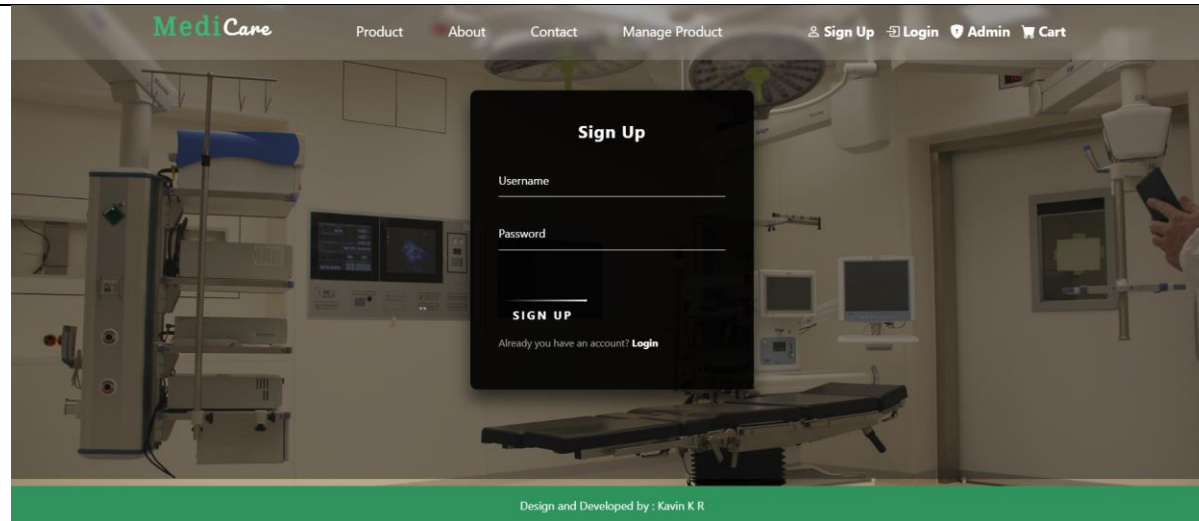 MediCare Product About Contact Manage Product Sign Up Login Admin Cart
Sign Up
Username
Password
SIGN UP
Already you have an account? Login
Design and Developed by : Kavin K R